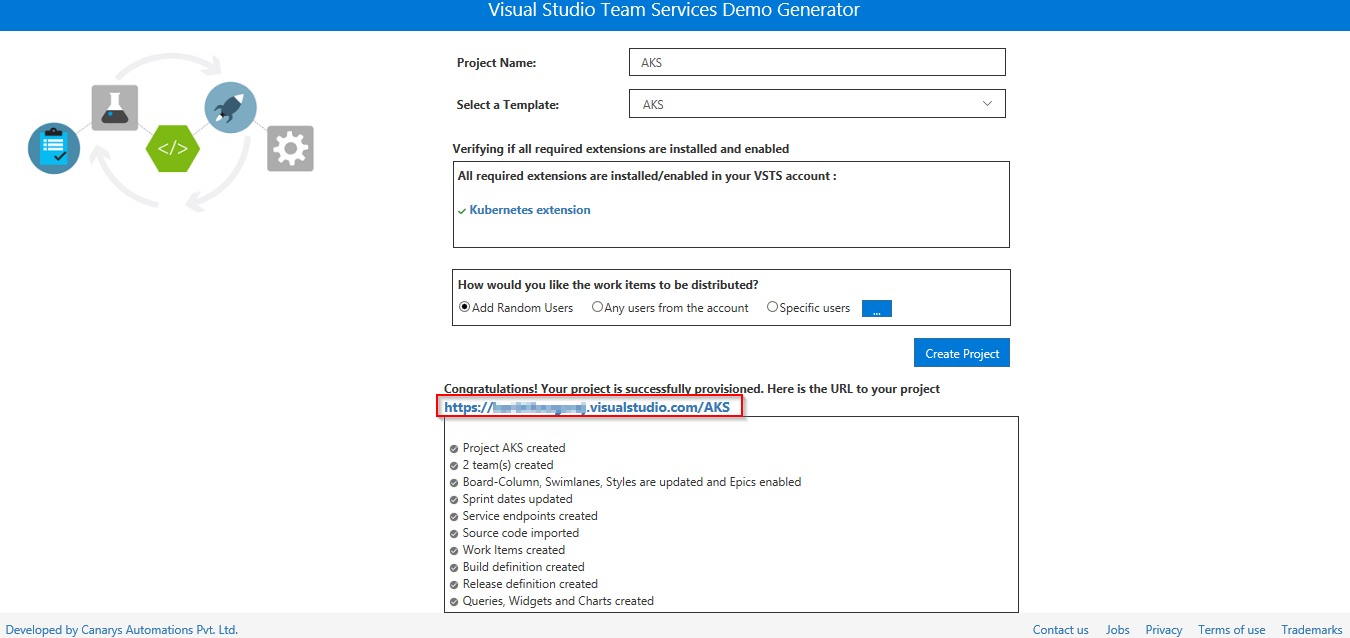 Visual Studio Team Services Demo Generator
Project Name:
AKS
Select a Template:
AKS
</>
Verifying if all required extensions are installed and enabled
All required extensions are installed/enabled in your VSTS account :
Kubernetes extension
How would you like the work items to be distributed?
Add Random Users Any users from the account Specific users ...
Create Project
Congratulations! Your project is successfully provisioned. Here is the URL to your project
https:// .visualstudio.com/AKS
Project AKS created
2 team(s) created
Board-Column, Swimlanes, Styles are updated and Epics enabled
Sprint dates updated
Service endpoints created
Source code imported
Work Items created
Build definition created
Release definition created
Queries, Widgets and Charts created
Developed by Canarys Automations Pvt. Ltd. Contact us Jobs Privacy Terms of use Trademarks